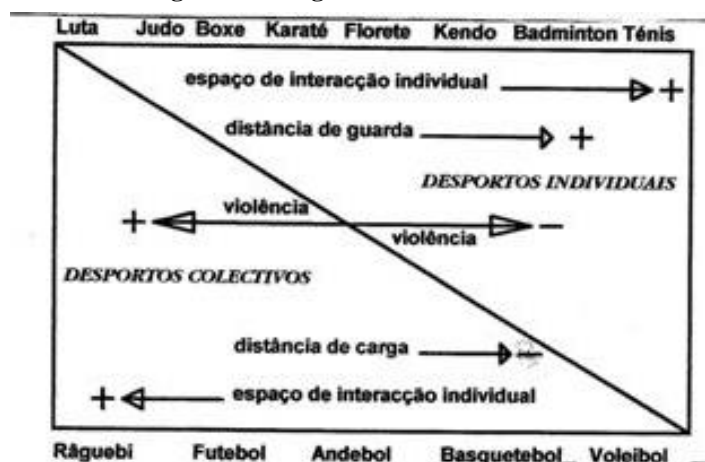 Luta Judo Boxe Karaté Florete Kendo Badminton Ténis
espaço de interacção individual +
distância de guarda +
DESPORTOS INDIVIDUAIS
violência
+ −
violência
DESPORTOS COLECTIVOS
distância de carga −
+ espaço de interacção individual
Râguebi Futebol Andebol Basquetebol Voleibol